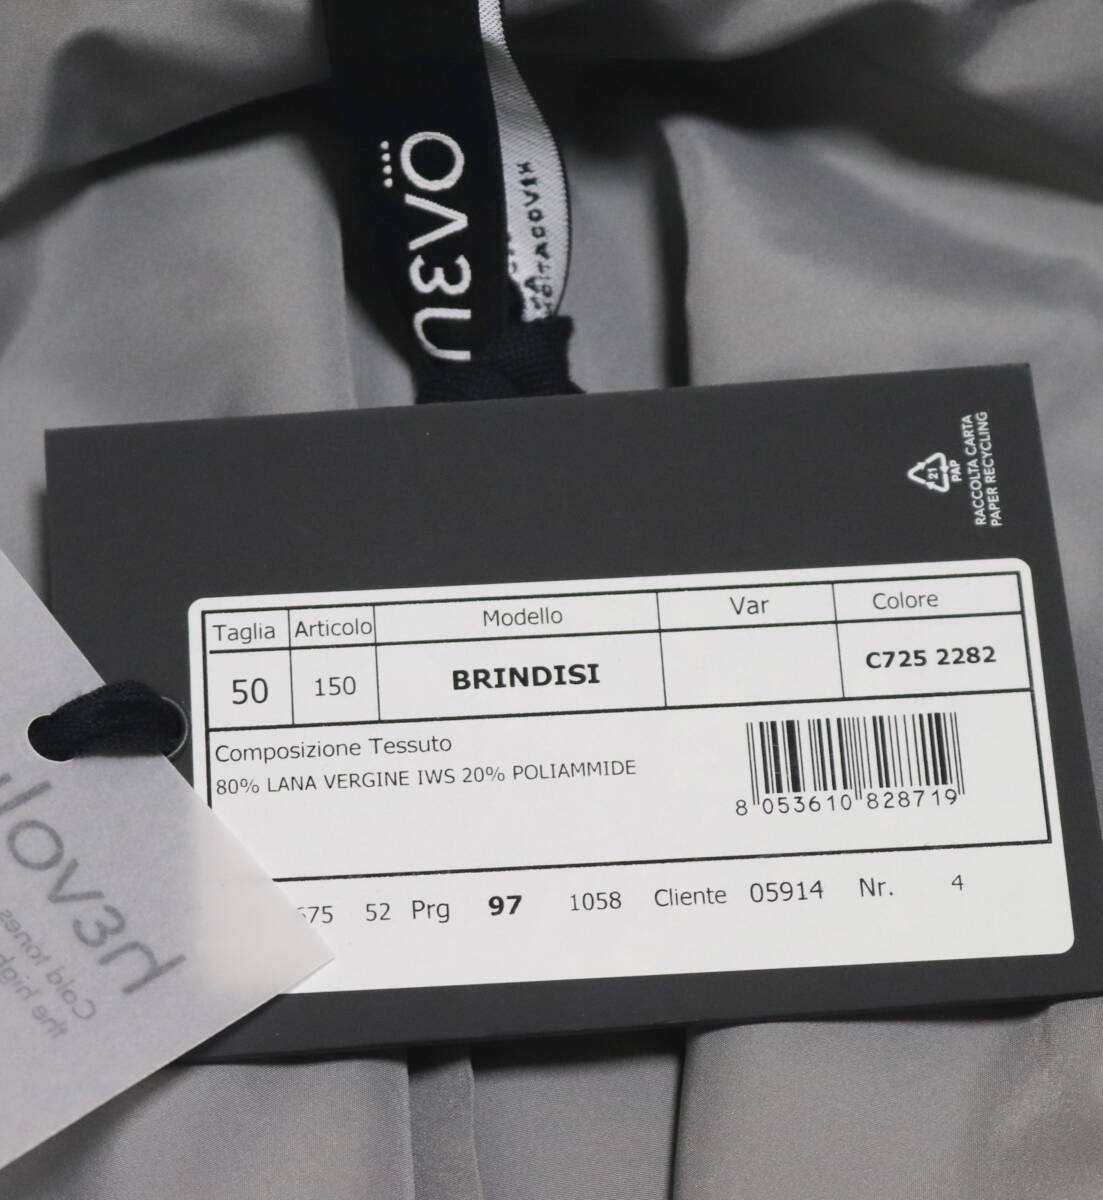 21
PAP
RACCOLTA CARTA
PAPER RECYCLING
Taglia Articolo Modello Var Colore
50 150 BRINDISI C725 2282
Composizione Tessuto
80% LANA VERGINE IWS 20% POLIAMMIDE
8 053610 828719
52 Prg 97 1058 Cliente 05914 Nr. 4
Cold tones